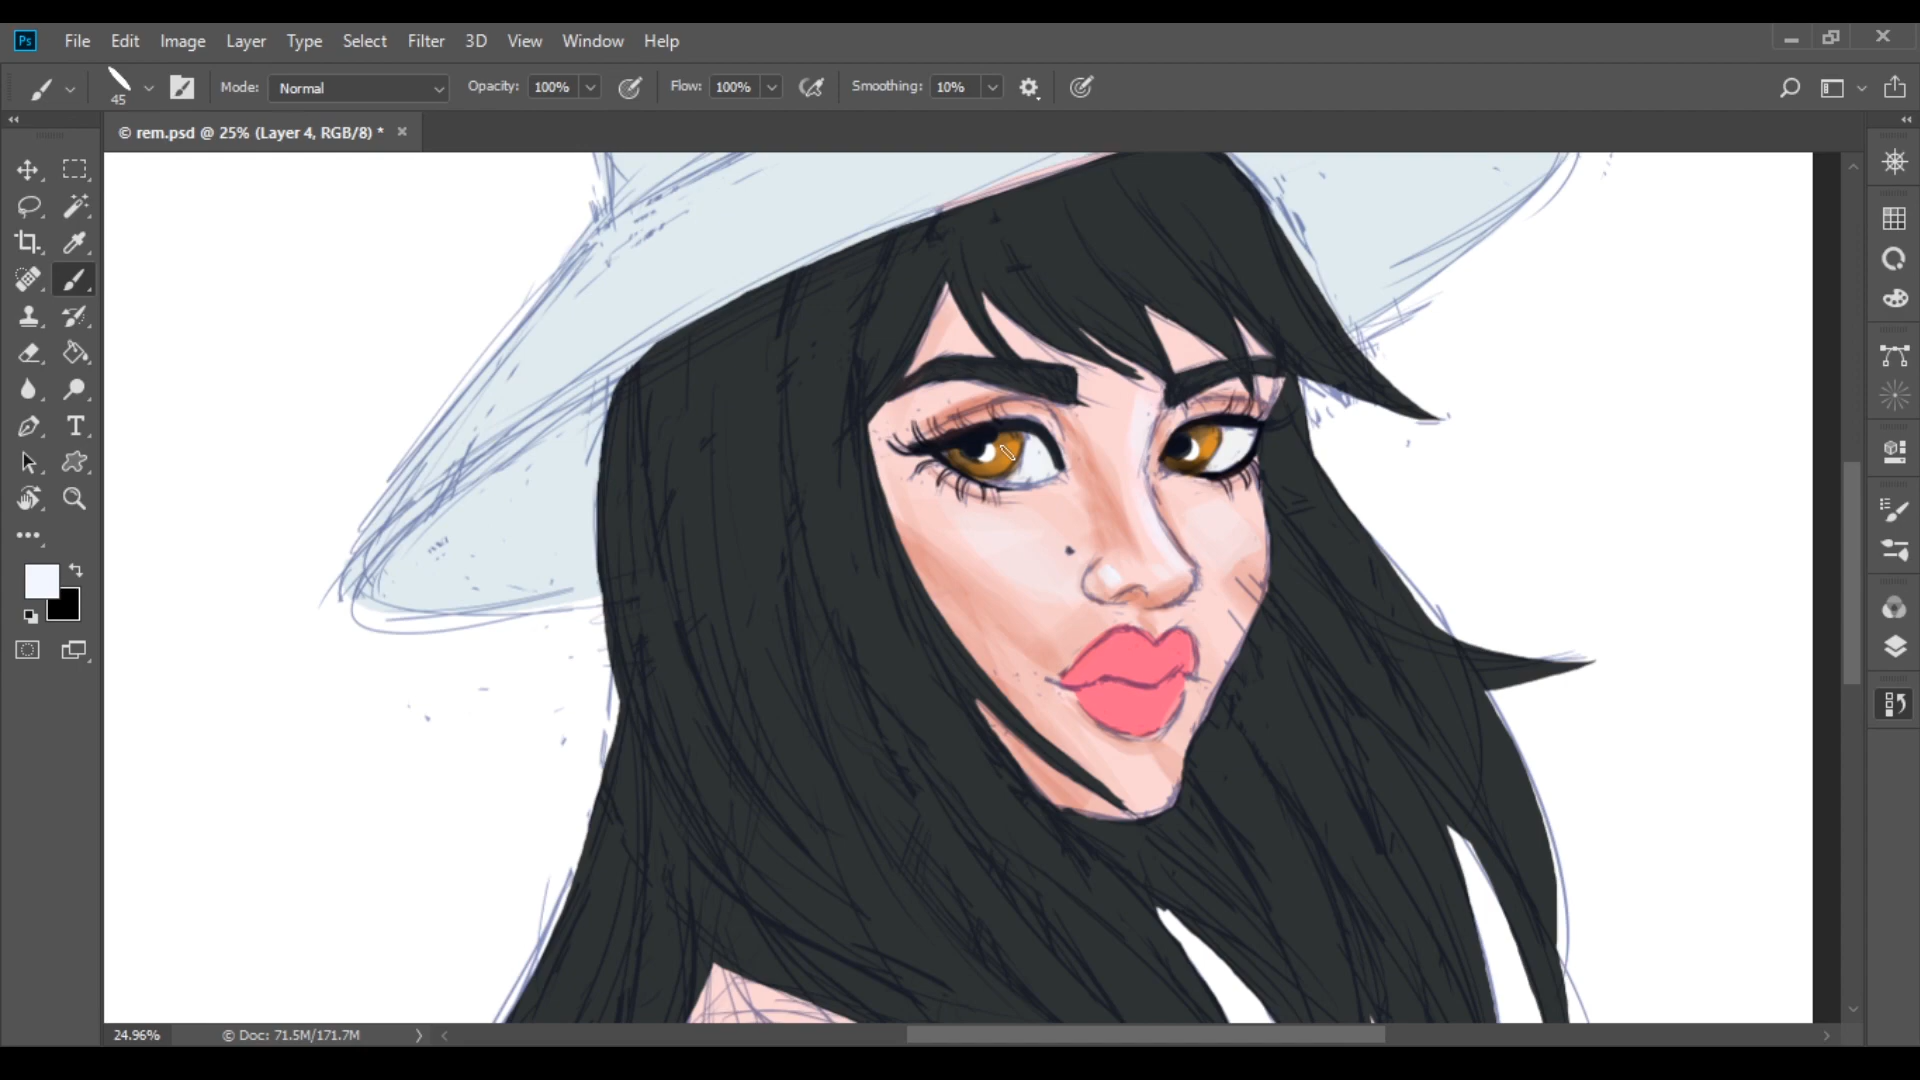 Ps File Edit Image Layer Type Select Filter 3D View Window Help
45 Mode: Normal Opacity: 100% Flow: 100% Smoothing: 10%
© rem.psd @ 25% (Layer 4, RGB/8) *
T
24.96% © Doc: 71.5M/171.7M